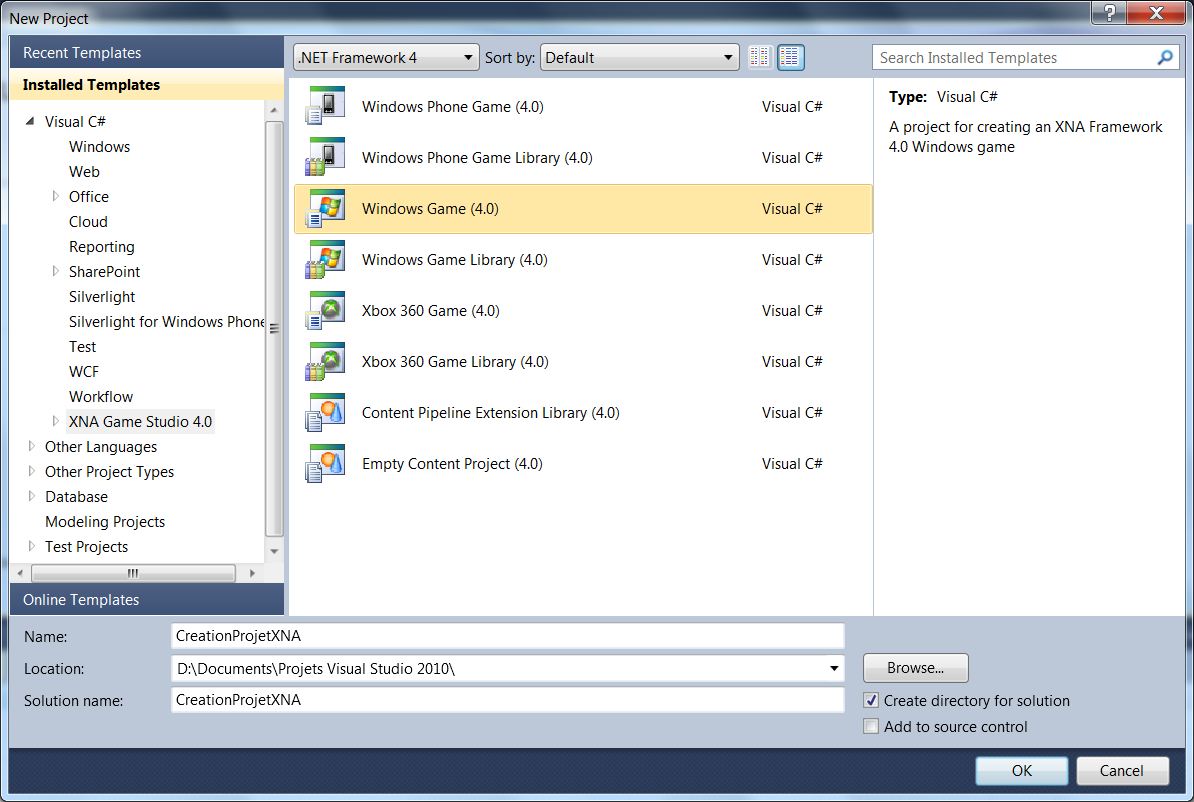 New Project
Recent Templates
Installed Templates
Visual C#
Windows
Web
Office
Cloud
Reporting
SharePoint
Silverlight
Silverlight for Windows Phone
Test
WCF
Workflow
XNA Game Studio 4.0
Other Languages
Other Project Types
Database
Modeling Projects
Test Projects
Online Templates
.NET Framework 4
Sort by: Default
Windows Phone Game (4.0) Visual C#
Windows Phone Game Library (4.0) Visual C#
Windows Game (4.0) Visual C#
Windows Game Library (4.0) Visual C#
Xbox 360 Game (4.0) Visual C#
Xbox 360 Game Library (4.0) Visual C#
Content Pipeline Extension Library (4.0) Visual C#
Empty Content Project (4.0) Visual C#
Search Installed Templates
Type: Visual C#
A project for creating an XNA Framework
4.0 Windows game
Name: CreationProjetXNA
Location: D:\Documents\Projets Visual Studio 2010\
Browse...
Solution name: CreationProjetXNA
Create directory for solution
Add to source control
OK
Cancel